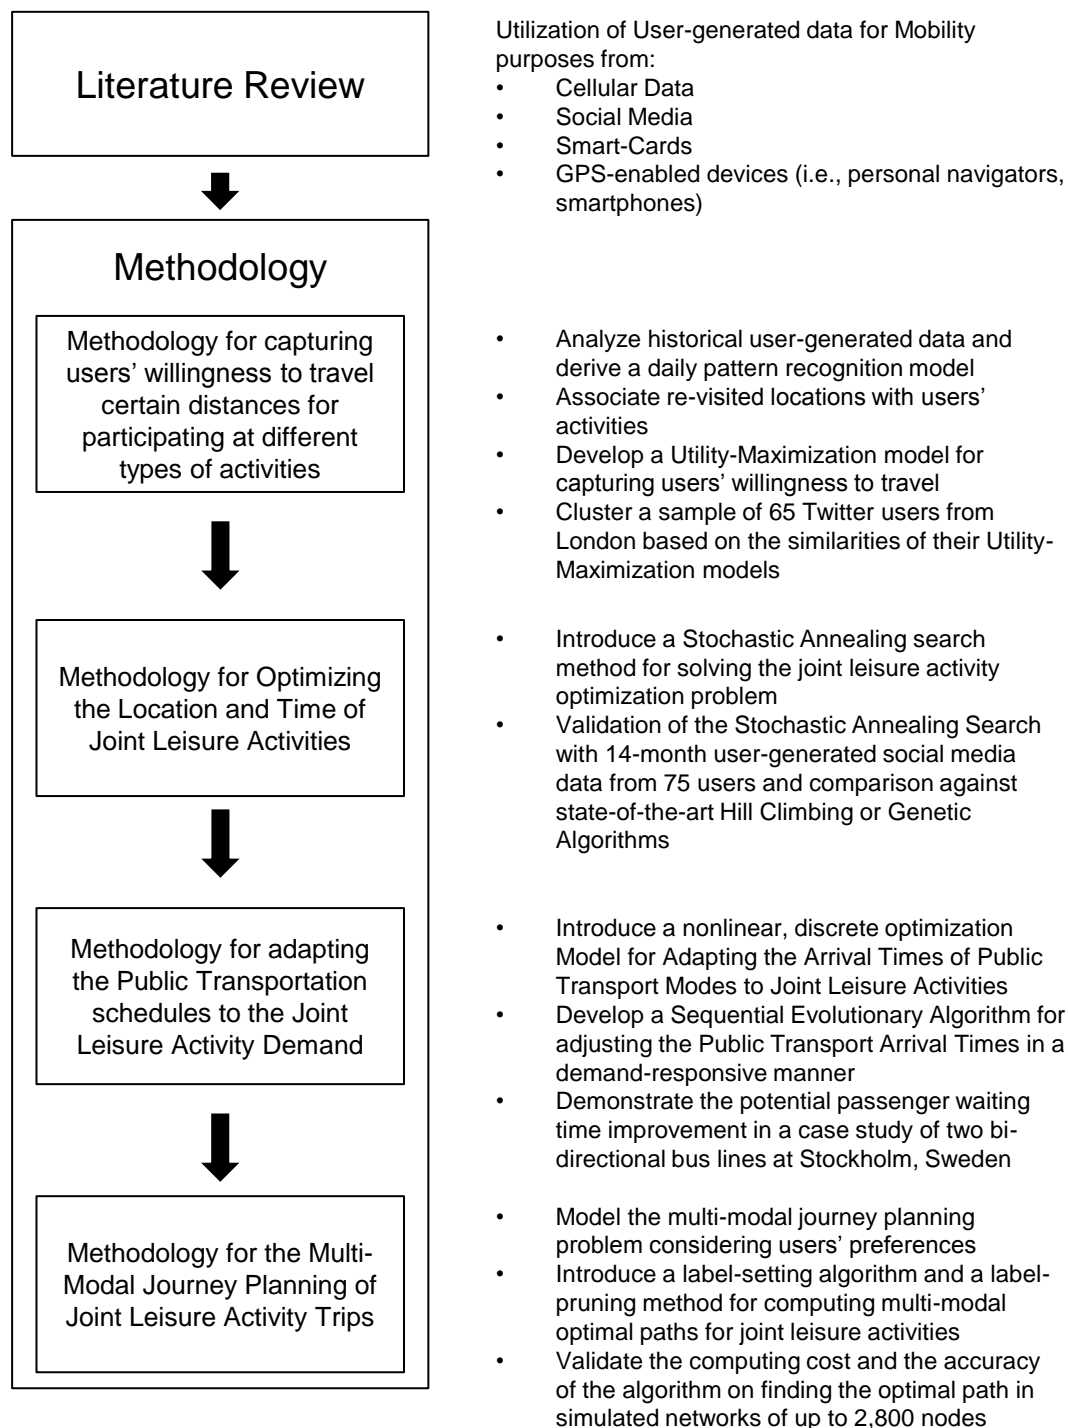 Literature Review
Utilization of User-generated data for Mobility
purposes from:
• Cellular Data
• Social Media
• Smart-Cards
• GPS-enabled devices (i.e., personal navigators,
smartphones)
Methodology
Methodology for capturing
users’ willingness to travel
certain distances for
participating at different
types of activities
• Analyze historical user-generated data and
derive a daily pattern recognition model
• Associate re-visited locations with users’
activities
• Develop a Utility-Maximization model for
capturing users’ willingness to travel
• Cluster a sample of 65 Twitter users from
London based on the similarities of their Utility-
Maximization models
Methodology for Optimizing
the Location and Time of
Joint Leisure Activities
• Introduce a Stochastic Annealing search
method for solving the joint leisure activity
optimization problem
• Validation of the Stochastic Annealing Search
with 14-month user-generated social media
data from 75 users and comparison against
state-of-the-art Hill Climbing or Genetic
Algorithms
Methodology for adapting
the Public Transportation
schedules to the Joint
Leisure Activity Demand
• Introduce a nonlinear, discrete optimization
Model for Adapting the Arrival Times of Public
Transport Modes to Joint Leisure Activities
• Develop a Sequential Evolutionary Algorithm for
adjusting the Public Transport Arrival Times in a
demand-responsive manner
• Demonstrate the potential passenger waiting
time improvement in a case study of two bi-
directional bus lines at Stockholm, Sweden
Methodology for the Multi-
Modal Journey Planning of
Joint Leisure Activity Trips
• Model the multi-modal journey planning
problem considering users’ preferences
• Introduce a label-setting algorithm and a label-
pruning method for computing multi-modal
optimal paths for joint leisure activities
• Validate the computing cost and the accuracy
of the algorithm on finding the optimal path in
simulated networks of up to 2,800 nodes